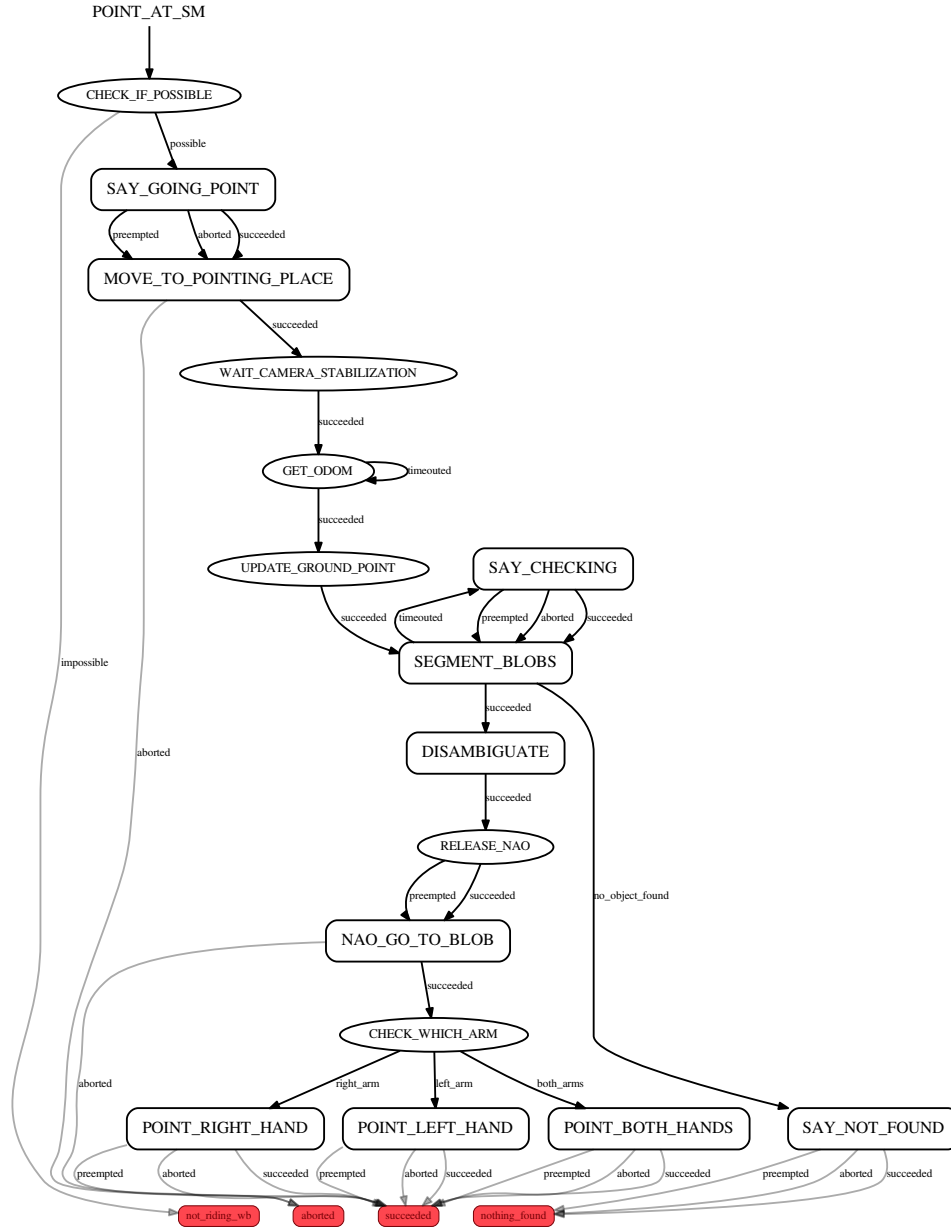 POINT_AT_SM
CHECK_IF_POSSIBLE
possible
SAY_GOING_POINT
preempted
aborted
succeeded
MOVE_TO_POINTING_PLACE
succeeded
WAIT_CAMERA_STABILIZATION
succeeded
GET_ODOM
timeouted
succeeded
UPDATE_GROUND_POINT
SAY_CHECKING
succeeded
timeouted
preempted
aborted
succeeded
impossible
SEGMENT_BLOBS
succeeded
aborted
DISAMBIGUATE
succeeded
RELEASE_NAO
preempted
succeeded
no_object_found
NAO_GO_TO_BLOB
succeeded
CHECK_WHICH_ARM
aborted
right_arm
left_arm
both_arms
POINT_RIGHT_HAND
POINT_LEFT_HAND
POINT_BOTH_HANDS
SAY_NOT_FOUND
preempted
aborted
succeeded
preempted
aborted
succeeded
preempted
aborted
succeeded
preempted
aborted
succeeded
not_riding_wb
aborted
succeeded
nothing_found